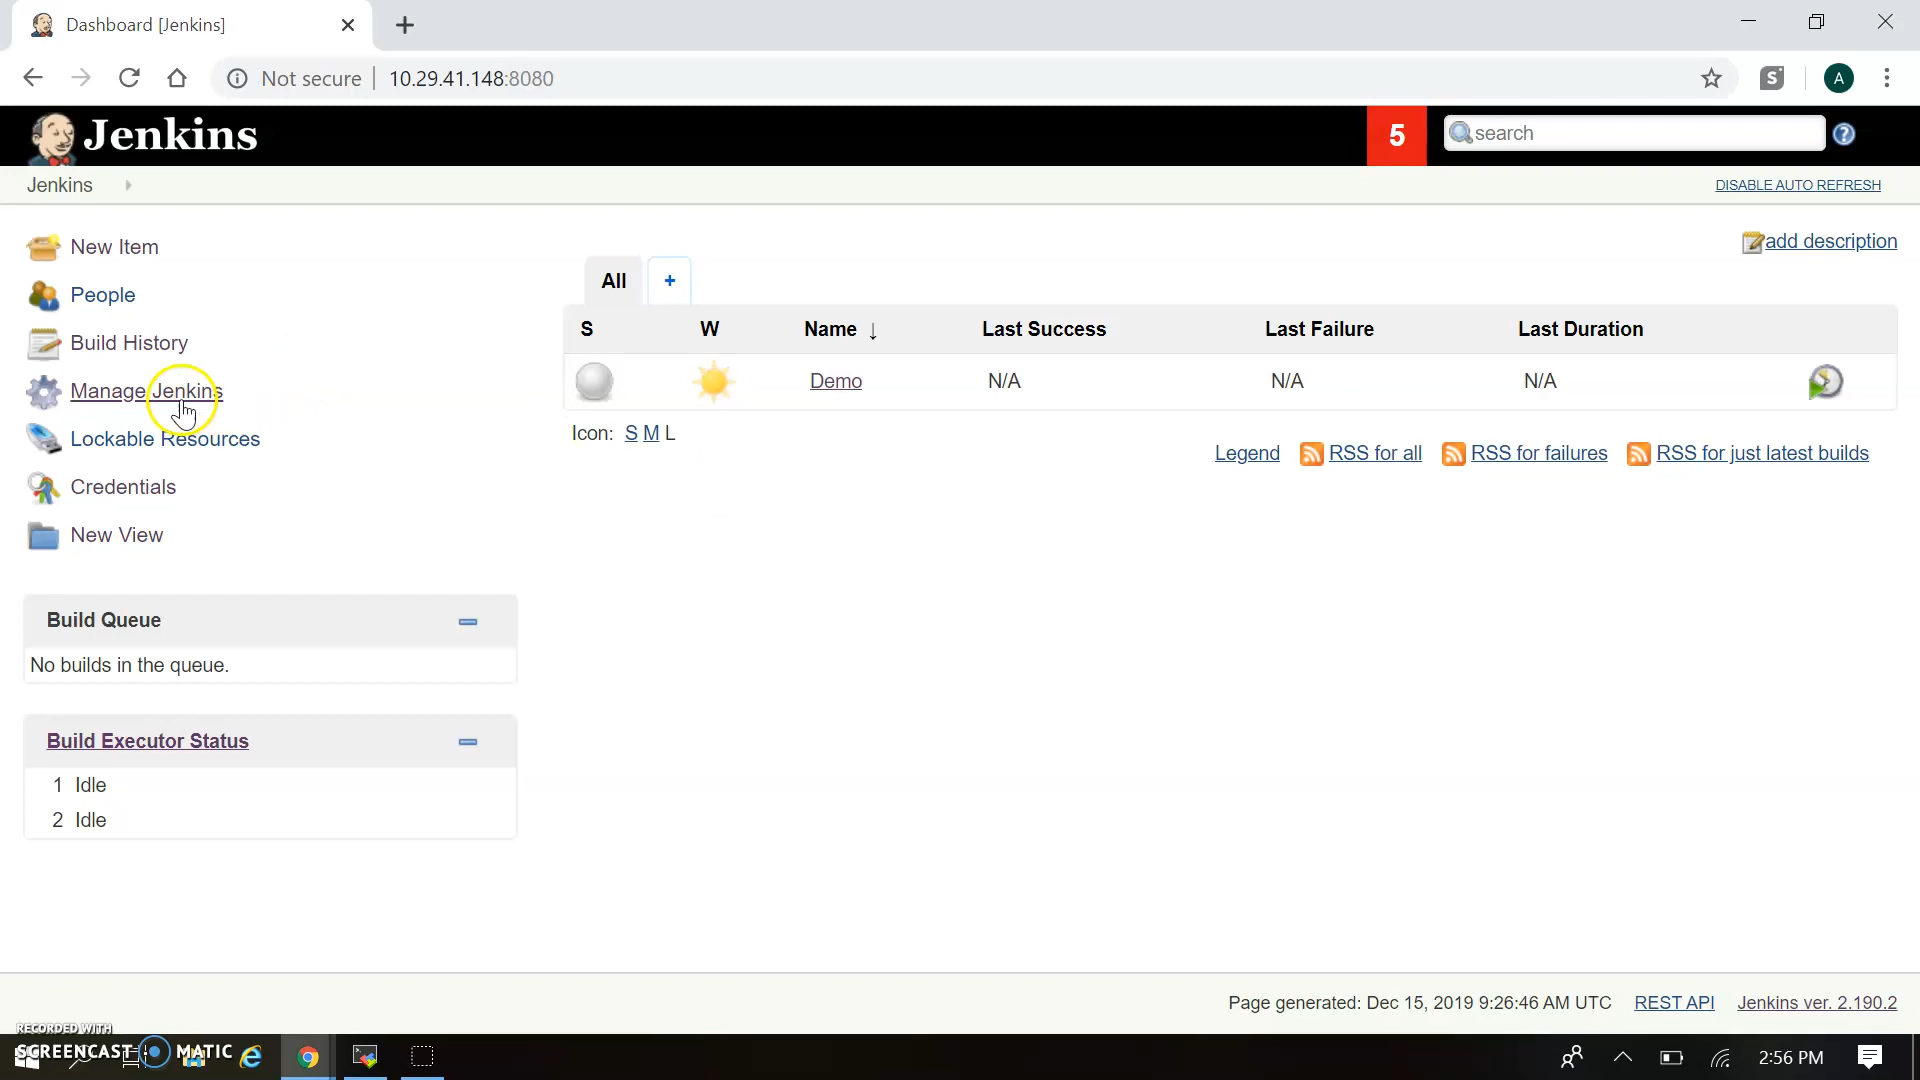 Dashboard [Jenkins]
Not secure | 10.29.41.148:8080
S
A
Jenkins
5
search
Jenkins
DISABLE AUTO REFRESH
New Item
People
Build History
Manage Jenkins
Lockable Resources
Credentials
New View
add description
All +
S W Name ↓ Last Success Last Failure Last Duration
Demo N/A N/A N/A
Icon: S M L
Legend RSS for all RSS for failures RSS for just latest builds
Build Queue
No builds in the queue.
Build Executor Status
1 Idle
2 Idle
Page generated: Dec 15, 2019 9:26:46 AM UTC REST API Jenkins ver. 2.190.2
RECORDED WITH
SCREENCAST MATIC
2:56 PM